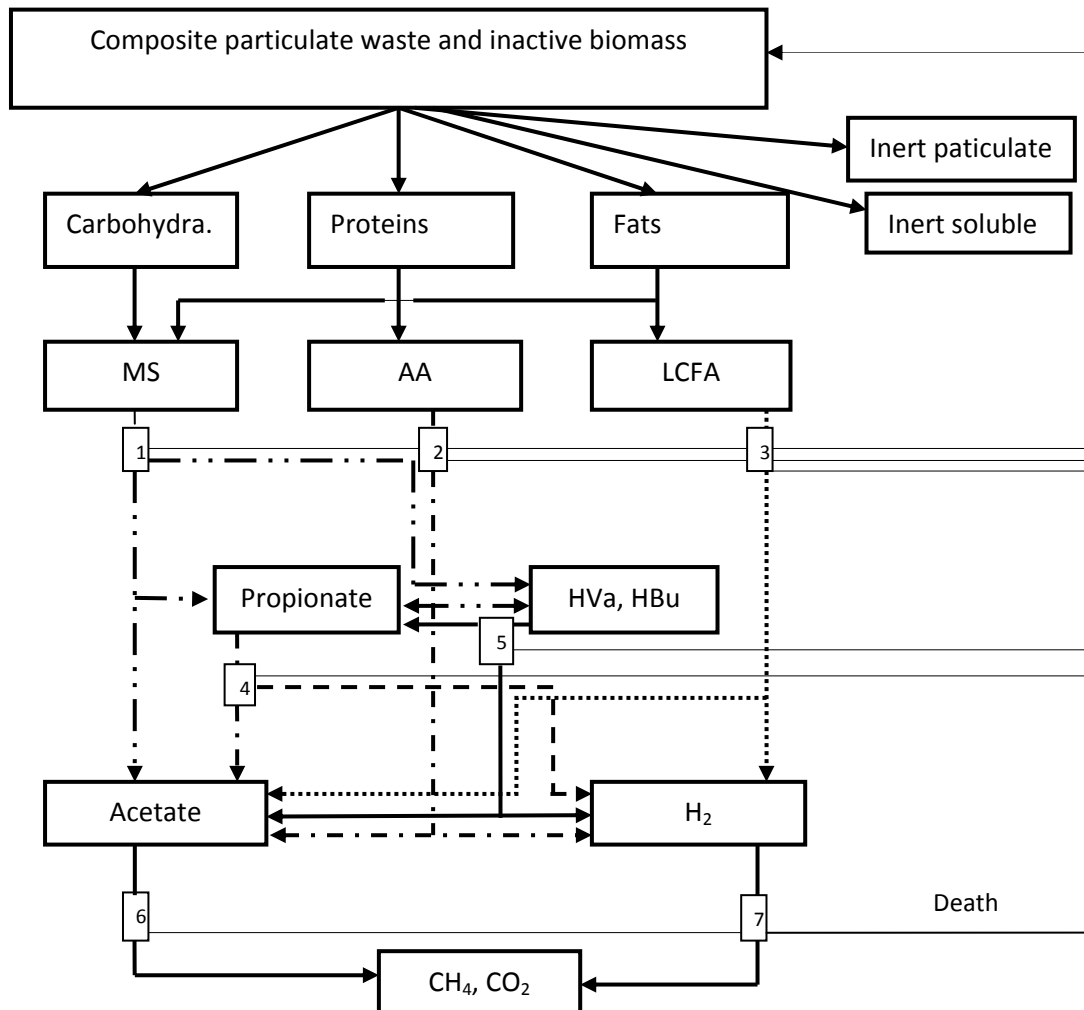 Composite particulate waste and inactive biomass
Inert paticulate
Carbohydra.
Proteins
Fats
Inert soluble
MS
AA
LCFA
1
2
3
Propionate
HVa, HBu
5
4
Acetate
H₂
6
7
Death
CH₄, CO₂